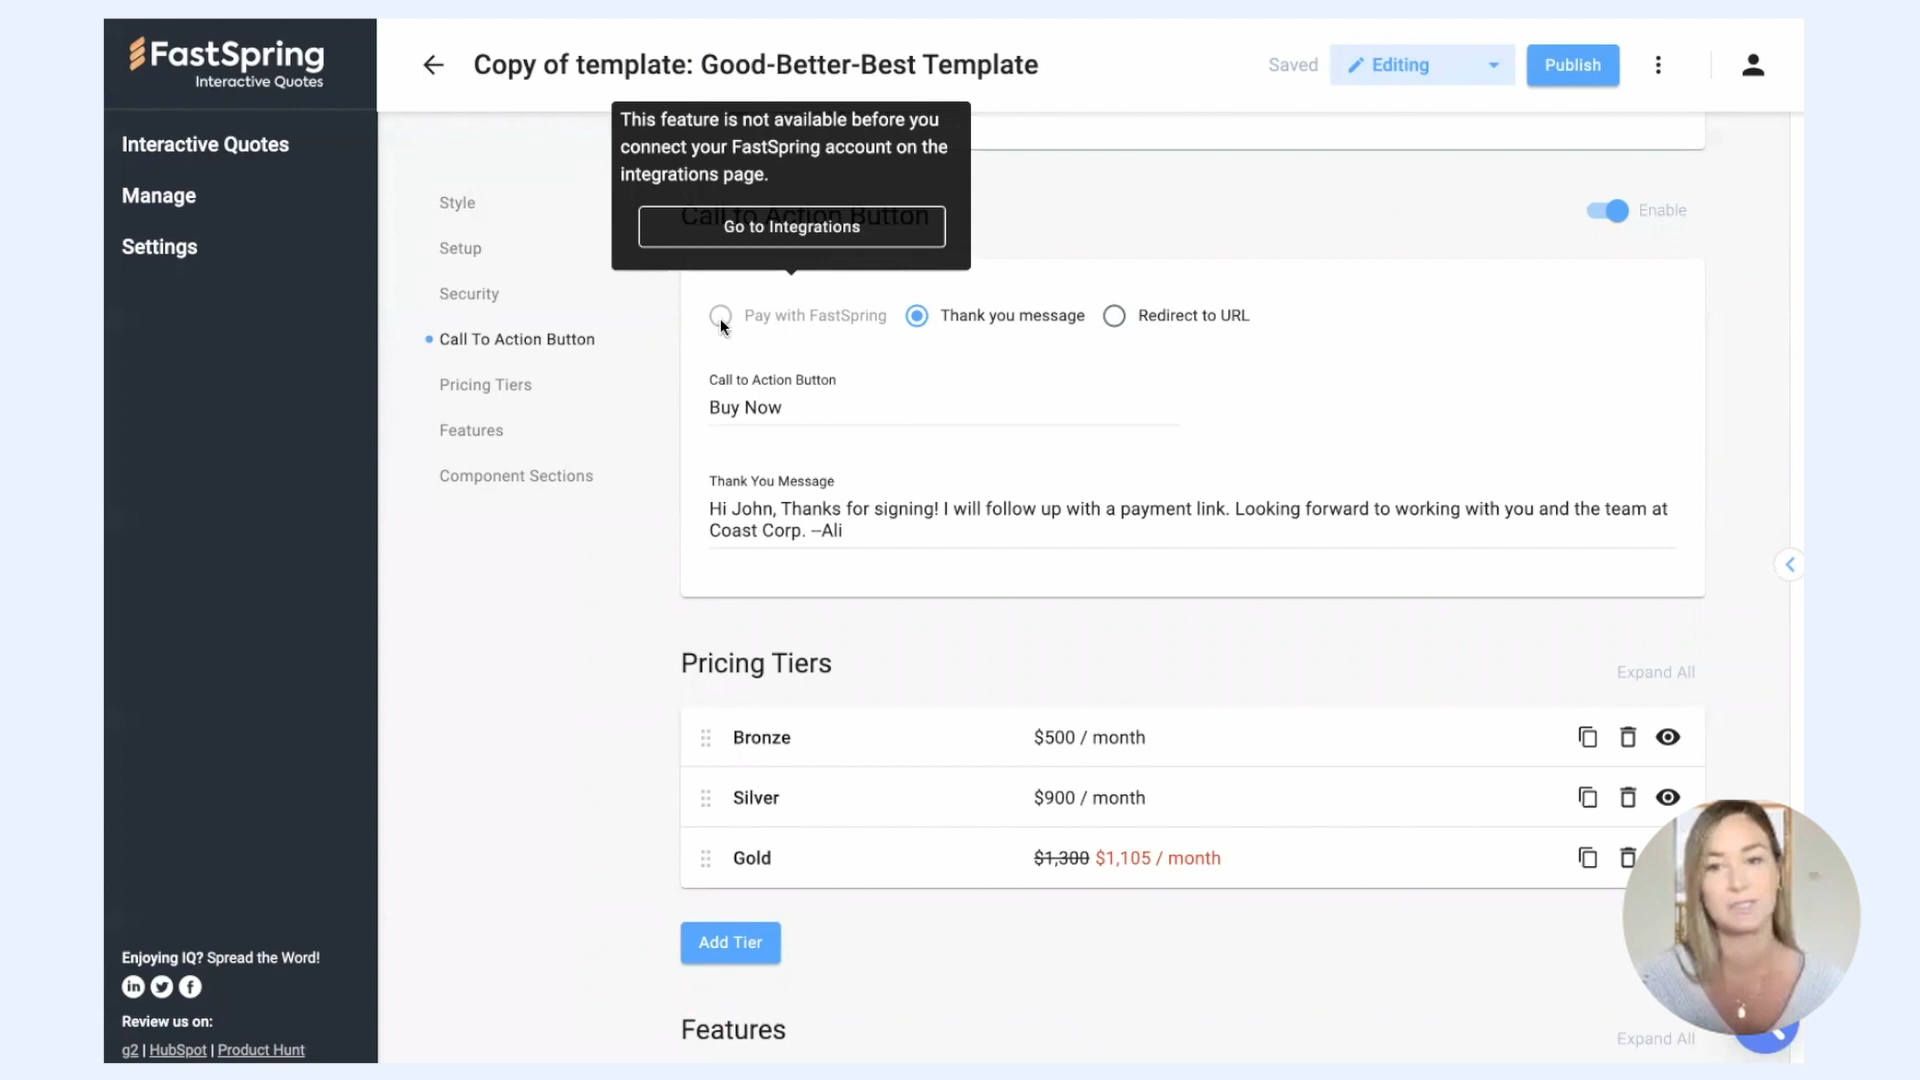 FastSpring
Interactive Quotes
Copy of template: Good-Better-Best Template
Saved
Editing
Publish
Interactive Quotes
Manage
Settings
This feature is not available before you
connect your FastSpring account on the
integrations page.
Call to Action Button
Go to Integrations
Enable
Style
Setup
Security
Call To Action Button
Pricing Tiers
Features
Component Sections
Pay with FastSpring
Thank you message
Redirect to URL
Call to Action Button
Buy Now
Thank You Message
Hi John, Thanks for signing! I will follow up with a payment link. Looking forward to working with you and the team at
Coast Corp. –Ali
Pricing Tiers
Expand All
Bronze $500 / month
Silver $900 / month
Gold $1,300 $1,105 / month
Add Tier
Features
Expand All
Enjoying IQ? Spread the Word!
in f
Review us on:
g2 | HubSpot | Product Hunt